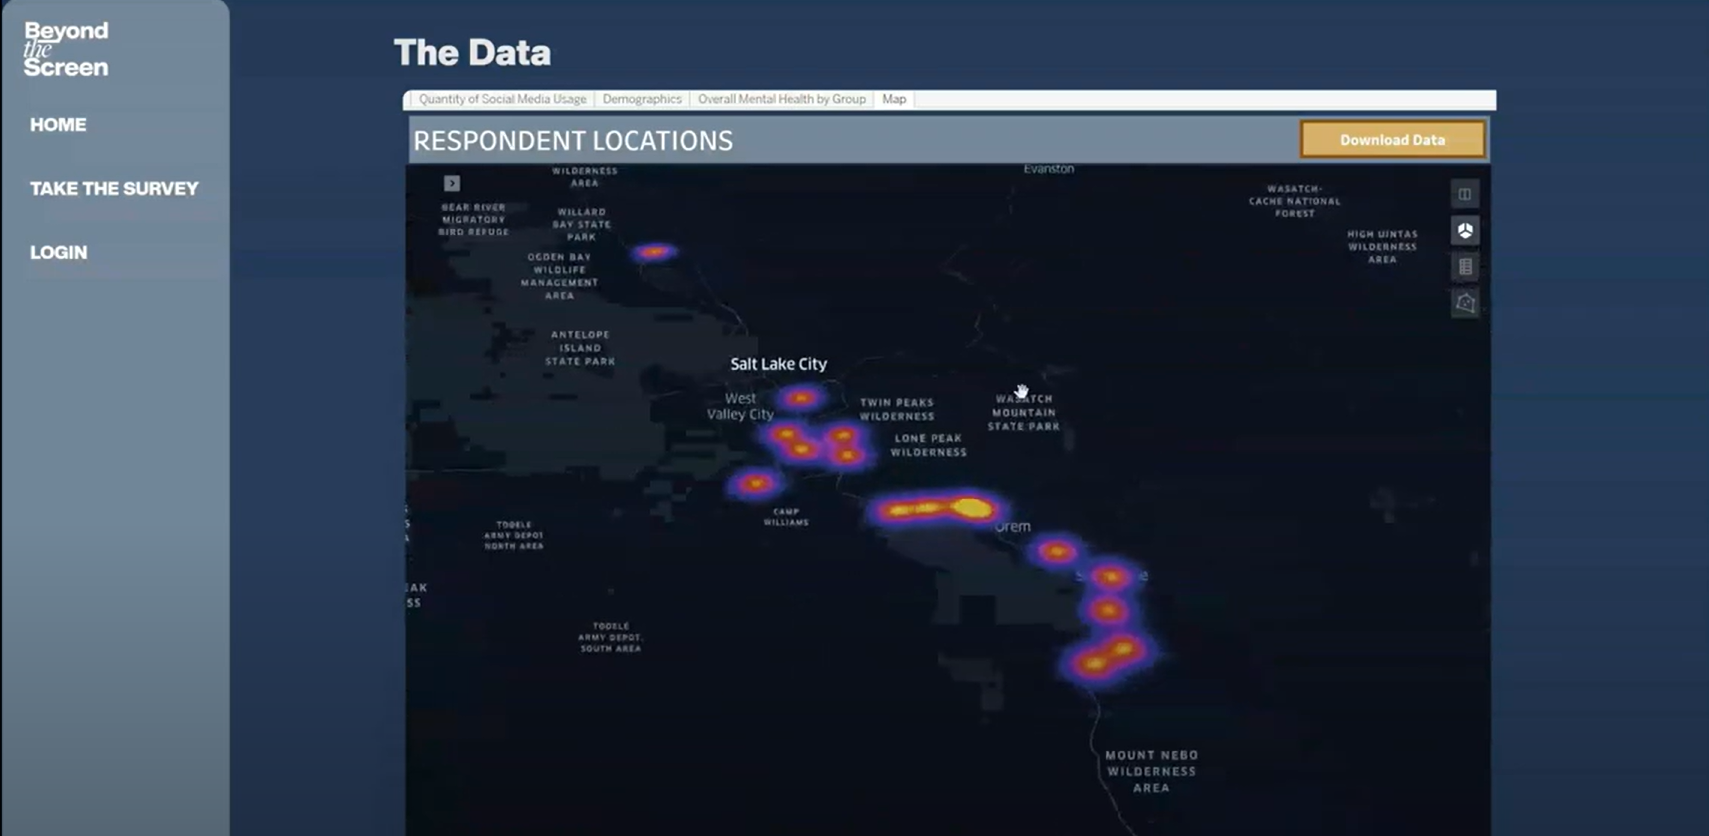 Beyond
the
Screen
HOME
TAKE THE SURVEY
LOGIN
The Data
Quantity of Social Media Usage
Demographics
Overall Mental Health by Group
Map
RESPONDENT LOCATIONS
Download Data
WILDERNESS
AREA
Evanston
BEAR RIVER
MIGRATORY
BIRD REFUGE
WILLARD
BAY STATE
PARK
WASATCH-
CACHE NATIONAL
FOREST
HIGH UINTAS
WILDERNESS
AREA
OGDEN BAY
WILDLIFE
MANAGEMENT
AREA
ANTELOPE
ISLAND
STATE PARK
Salt Lake City
West
Valley City
TWIN PEAKS
WILDERNESS
WASATCH
MOUNTAIN
STATE PARK
LONE PEAK
WILDERNESS
CAMP
WILLIAMS
TOOELE
ARMY DEPOT
NORTH AREA
Orem
EAK
SS
TOOELE
ARMY DEPOT,
SOUTH AREA
MOUNT NEBO
WILDERNESS
AREA